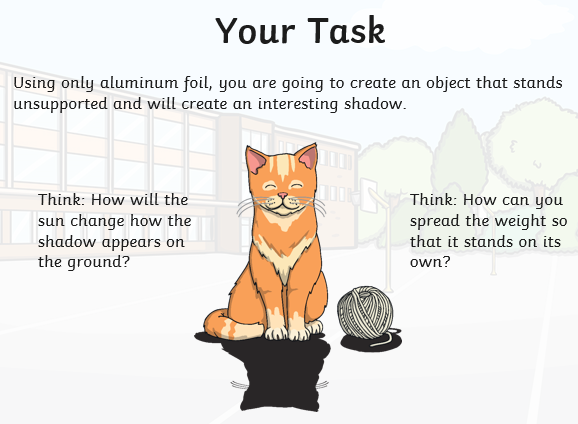 Your Task
Using only aluminum foil, you are going to create an object that stands
unsupported and will create an interesting shadow.
Think: How will the
sun change how the
shadow appears on
the ground?
Think: How can you
spread the weight so
that it stands on its
own?